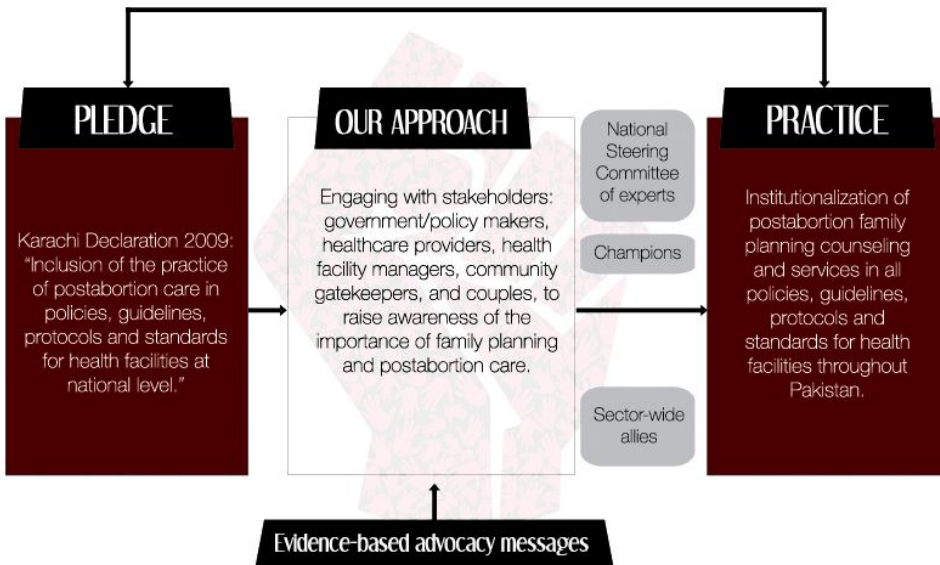 PLEDGE
Karachi Declaration 2009:
“Inclusion of the practice
of postabortion care in
policies, guidelines,
protocols and standards
for health facilities at
national level.”
OUR APPROACH
Engaging with stakeholders:
government/policy makers,
healthcare providers, health
facility managers, community
gatekeepers, and couples, to
raise awareness of the
importance of family planning
and postabortion care.
National
Steering
Committee
of experts
Champions
Sector-wide
allies
PRACTICE
Institutionalization of
postabortion family
planning counseling
and services in all
policies, guidelines,
protocols and
standards for health
facilities throughout
Pakistan.
Evidence-based advocacy messages